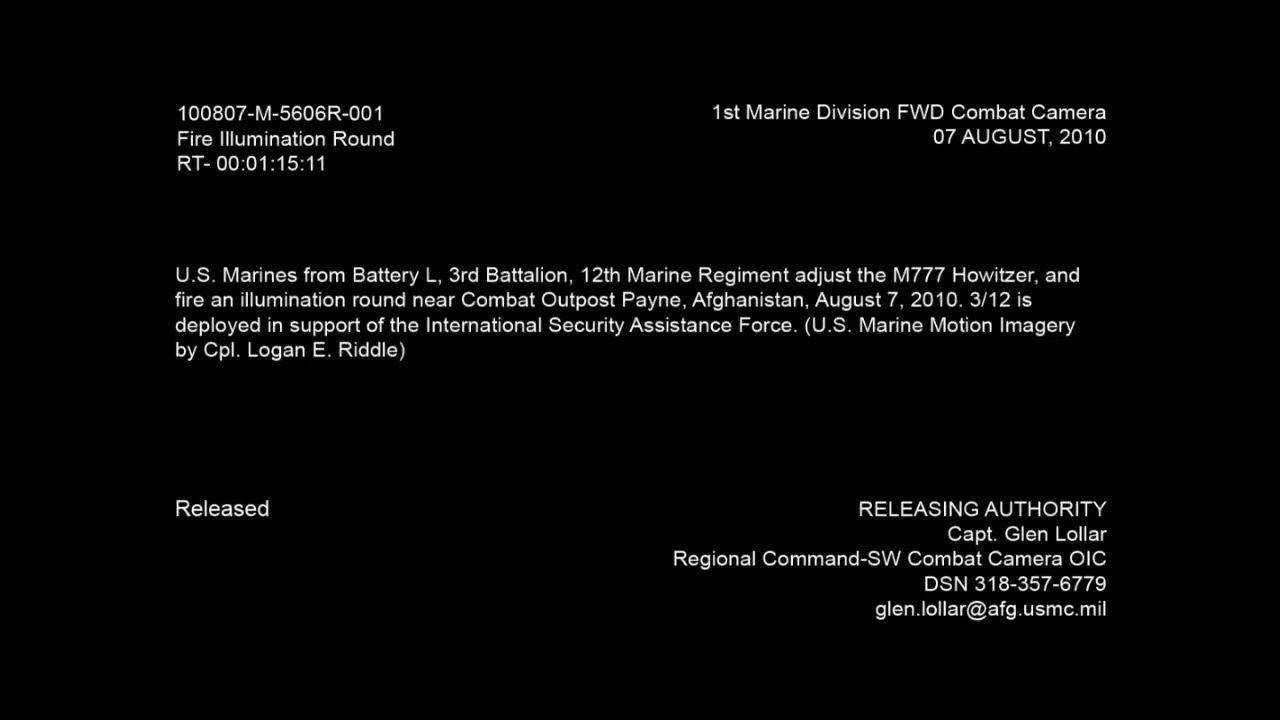 100807-M-5606R-001
Fire Illumination Round
RT- 00:01:15:11
1st Marine Division FWD Combat Camera
07 AUGUST, 2010
U.S. Marines from Battery L, 3rd Battalion, 12th Marine Regiment adjust the M777 Howitzer, and
fire an illumination round near Combat Outpost Payne, Afghanistan, August 7, 2010. 3/12 is
deployed in support of the International Security Assistance Force. (U.S. Marine Motion Imagery
by Cpl. Logan E. Riddle)
Released
RELEASING AUTHORITY
Capt. Glen Lollar
Regional Command-SW Combat Camera OIC
DSN 318-357-6779
glen.lollar@afg.usmc.mil